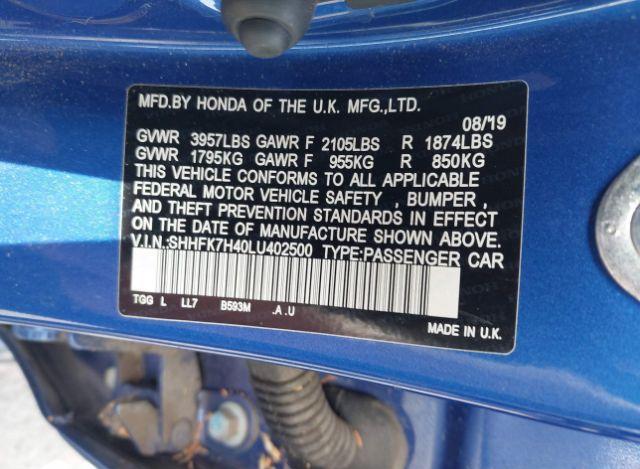 MFD.BY HONDA OF THE U.K. MFG.,LTD.
08/'19
GVWR 3957LBS GAWR F 2105LBS R 1874LBS
GVWR 1795KG GAWR F 955KG R 850KG
THIS VEHICLE CONFORMS TO ALL APPLICABLE
FEDERAL MOTOR VEHICLE SAFETY , BUMPER ,
AND THEFT PREVENTION STANDARDS IN EFFECT
ON THE DATE OF MANUFACTURE SHOWN ABOVE.
V.I.N.:SHHFK7H40LU402500 TYPE:PASSENGER CAR
TGG L LL7 B593M .A.U
MADE IN U.K.